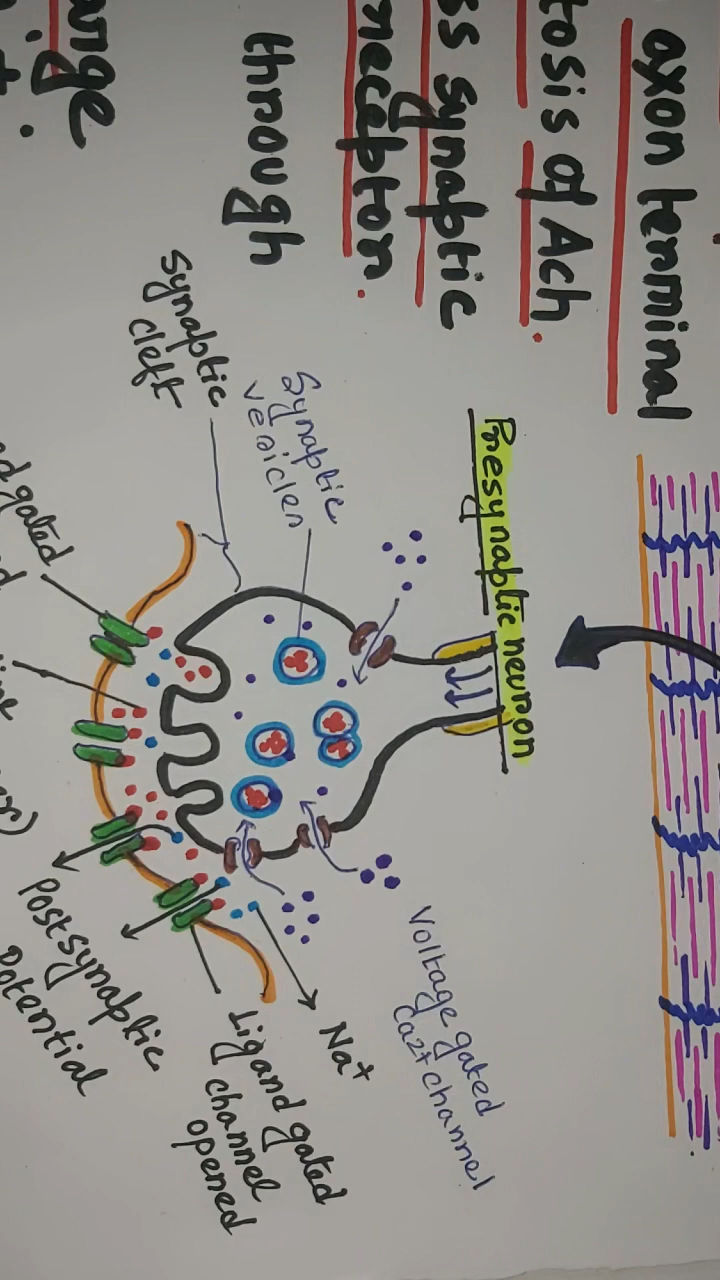 axon terminal
tosis of Ach.
ss synaptic
receptor.
through
Presynaptic neuron
Synaptic
vesicles
synaptic
cleft
Voltage gated
Ca2+ channel
Na+
Ligand gated
channel
opened
Postsynaptic
Potential
gated